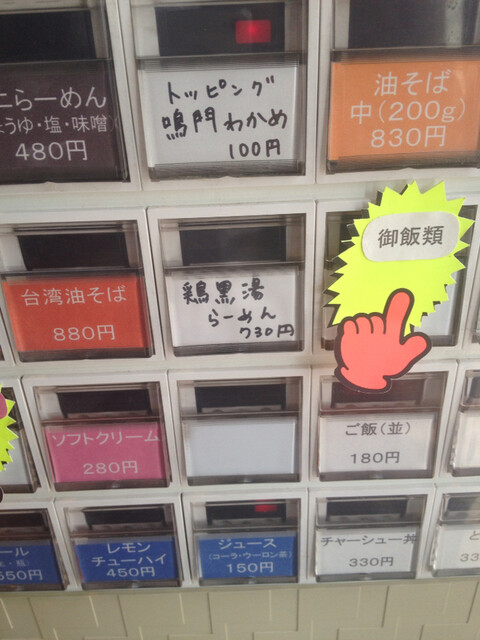 ニらーめん
ょうゆ・塩・味噌)
480円
トッピング
鳴門わかめ
100円
油そば
中(200g)
830円
台湾油そば
880円
鶏黒湯
らーめん
730円
御飯類
ソフトクリーム
280円
ご飯(並)
180円
ール
550円
レモン
チューハイ
450円
ジュース
(コーラ・ウーロン茶)
150円
チャーシュー丼
330円
と
33